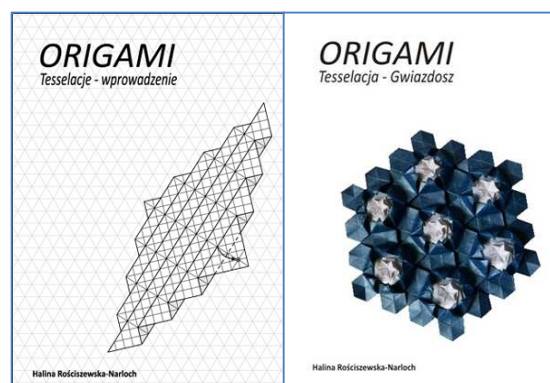 ORIGAMI
Tesselacje - wprowadzenie
Halina Rościszewska-Narloch
ORIGAMI
Tesselacja - Gwiazdosz
Halina Rościszewska-Narloch